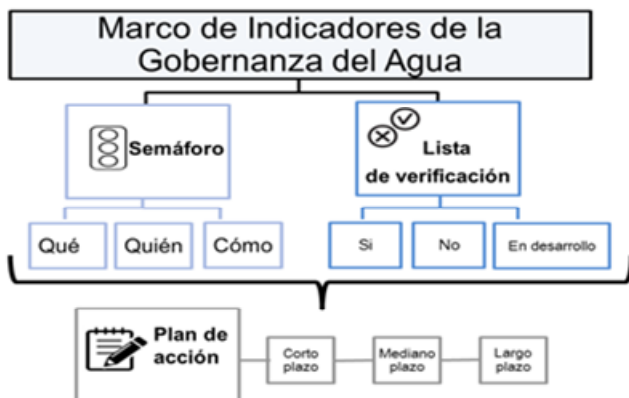 Marco de Indicadores de la
Gobernanza del Agua
Semáforo
Lista
de verificación
Qué
Quién
Cómo
Si
No
En desarrollo
Plan de
acción
Corto
plazo
Mediano
plazo
Largo
plazo